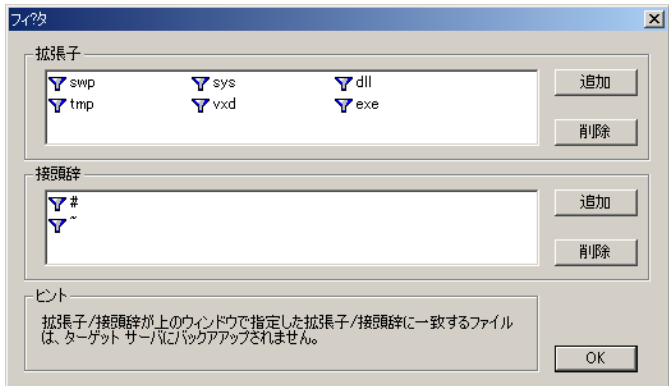 フィ?タ
拡張子
swp sys dll
tmp vxd exe
追加
削除
接頭辞
#
~
追加
削除
ヒント
拡張子/接頭辞が上のウィンドウで指定した拡張子/接頭辞に一致するファイル
は、ターゲット サーバにバックアアップされません。
OK